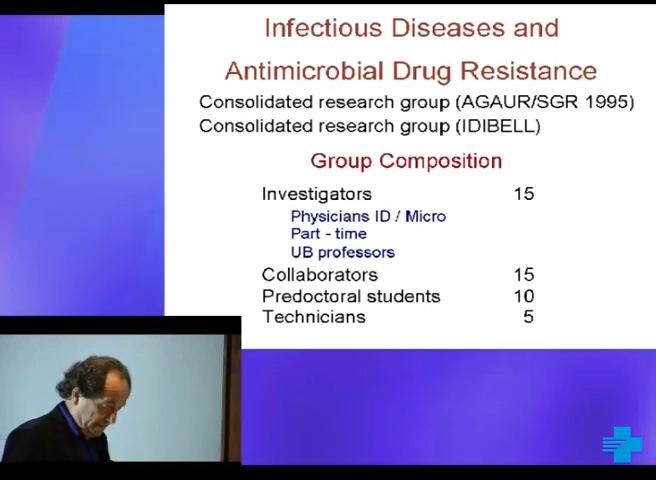 Infectious Diseases and
Antimicrobial Drug Resistance
Consolidated research group (AGAUR/SGR 1995)
Consolidated research group (IDIBELL)
Group Composition
Investigators 15
Physicians ID / Micro
Part - time
UB professors
Collaborators 15
Predoctoral students 10
Technicians 5